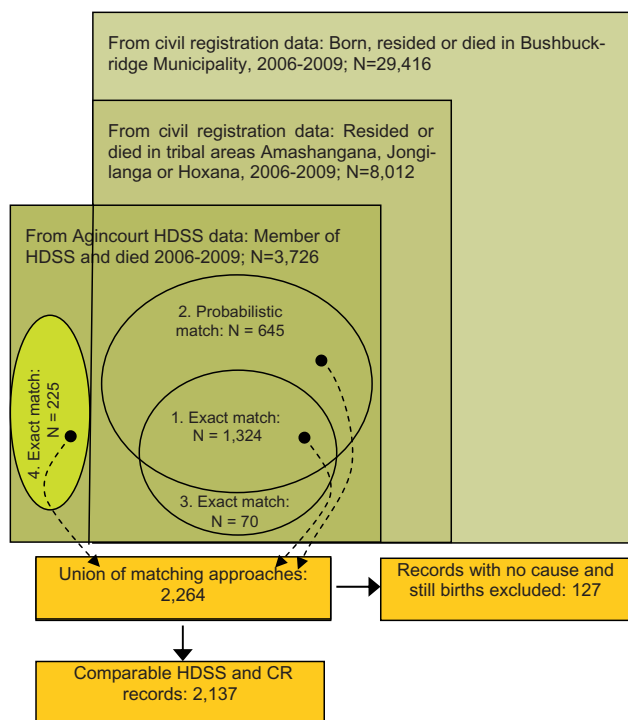 From civil registration data: Born, resided or died in Bushbuck-
ridge Municipality, 2006-2009; N=29,416
From civil registration data: Resided or
died in tribal areas Amashangana, Jongi-
langa or Hoxana, 2006-2009; N=8,012
From Agincourt HDSS data: Member of
HDSS and died 2006-2009; N=3,726
2. Probabilistic
match: N = 645
1. Exact match:
N = 1,324
3. Exact match:
N = 70
4. Exact match:
N = 225
Union of matching approaches:
2,264
Records with no cause and
still births excluded: 127
Comparable HDSS and CR
records: 2,137